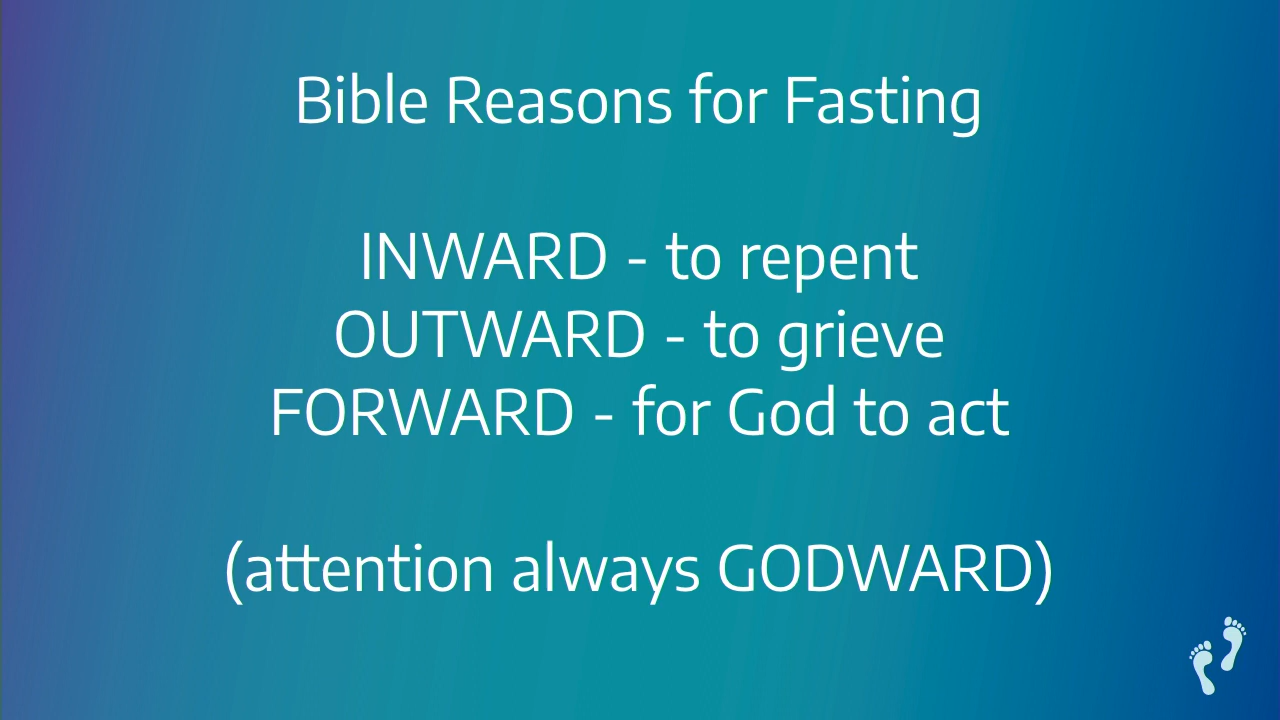 Bible Reasons for Fasting
INWARD - to repent
OUTWARD - to grieve
FORWARD - for God to act
(attention always GODWARD)